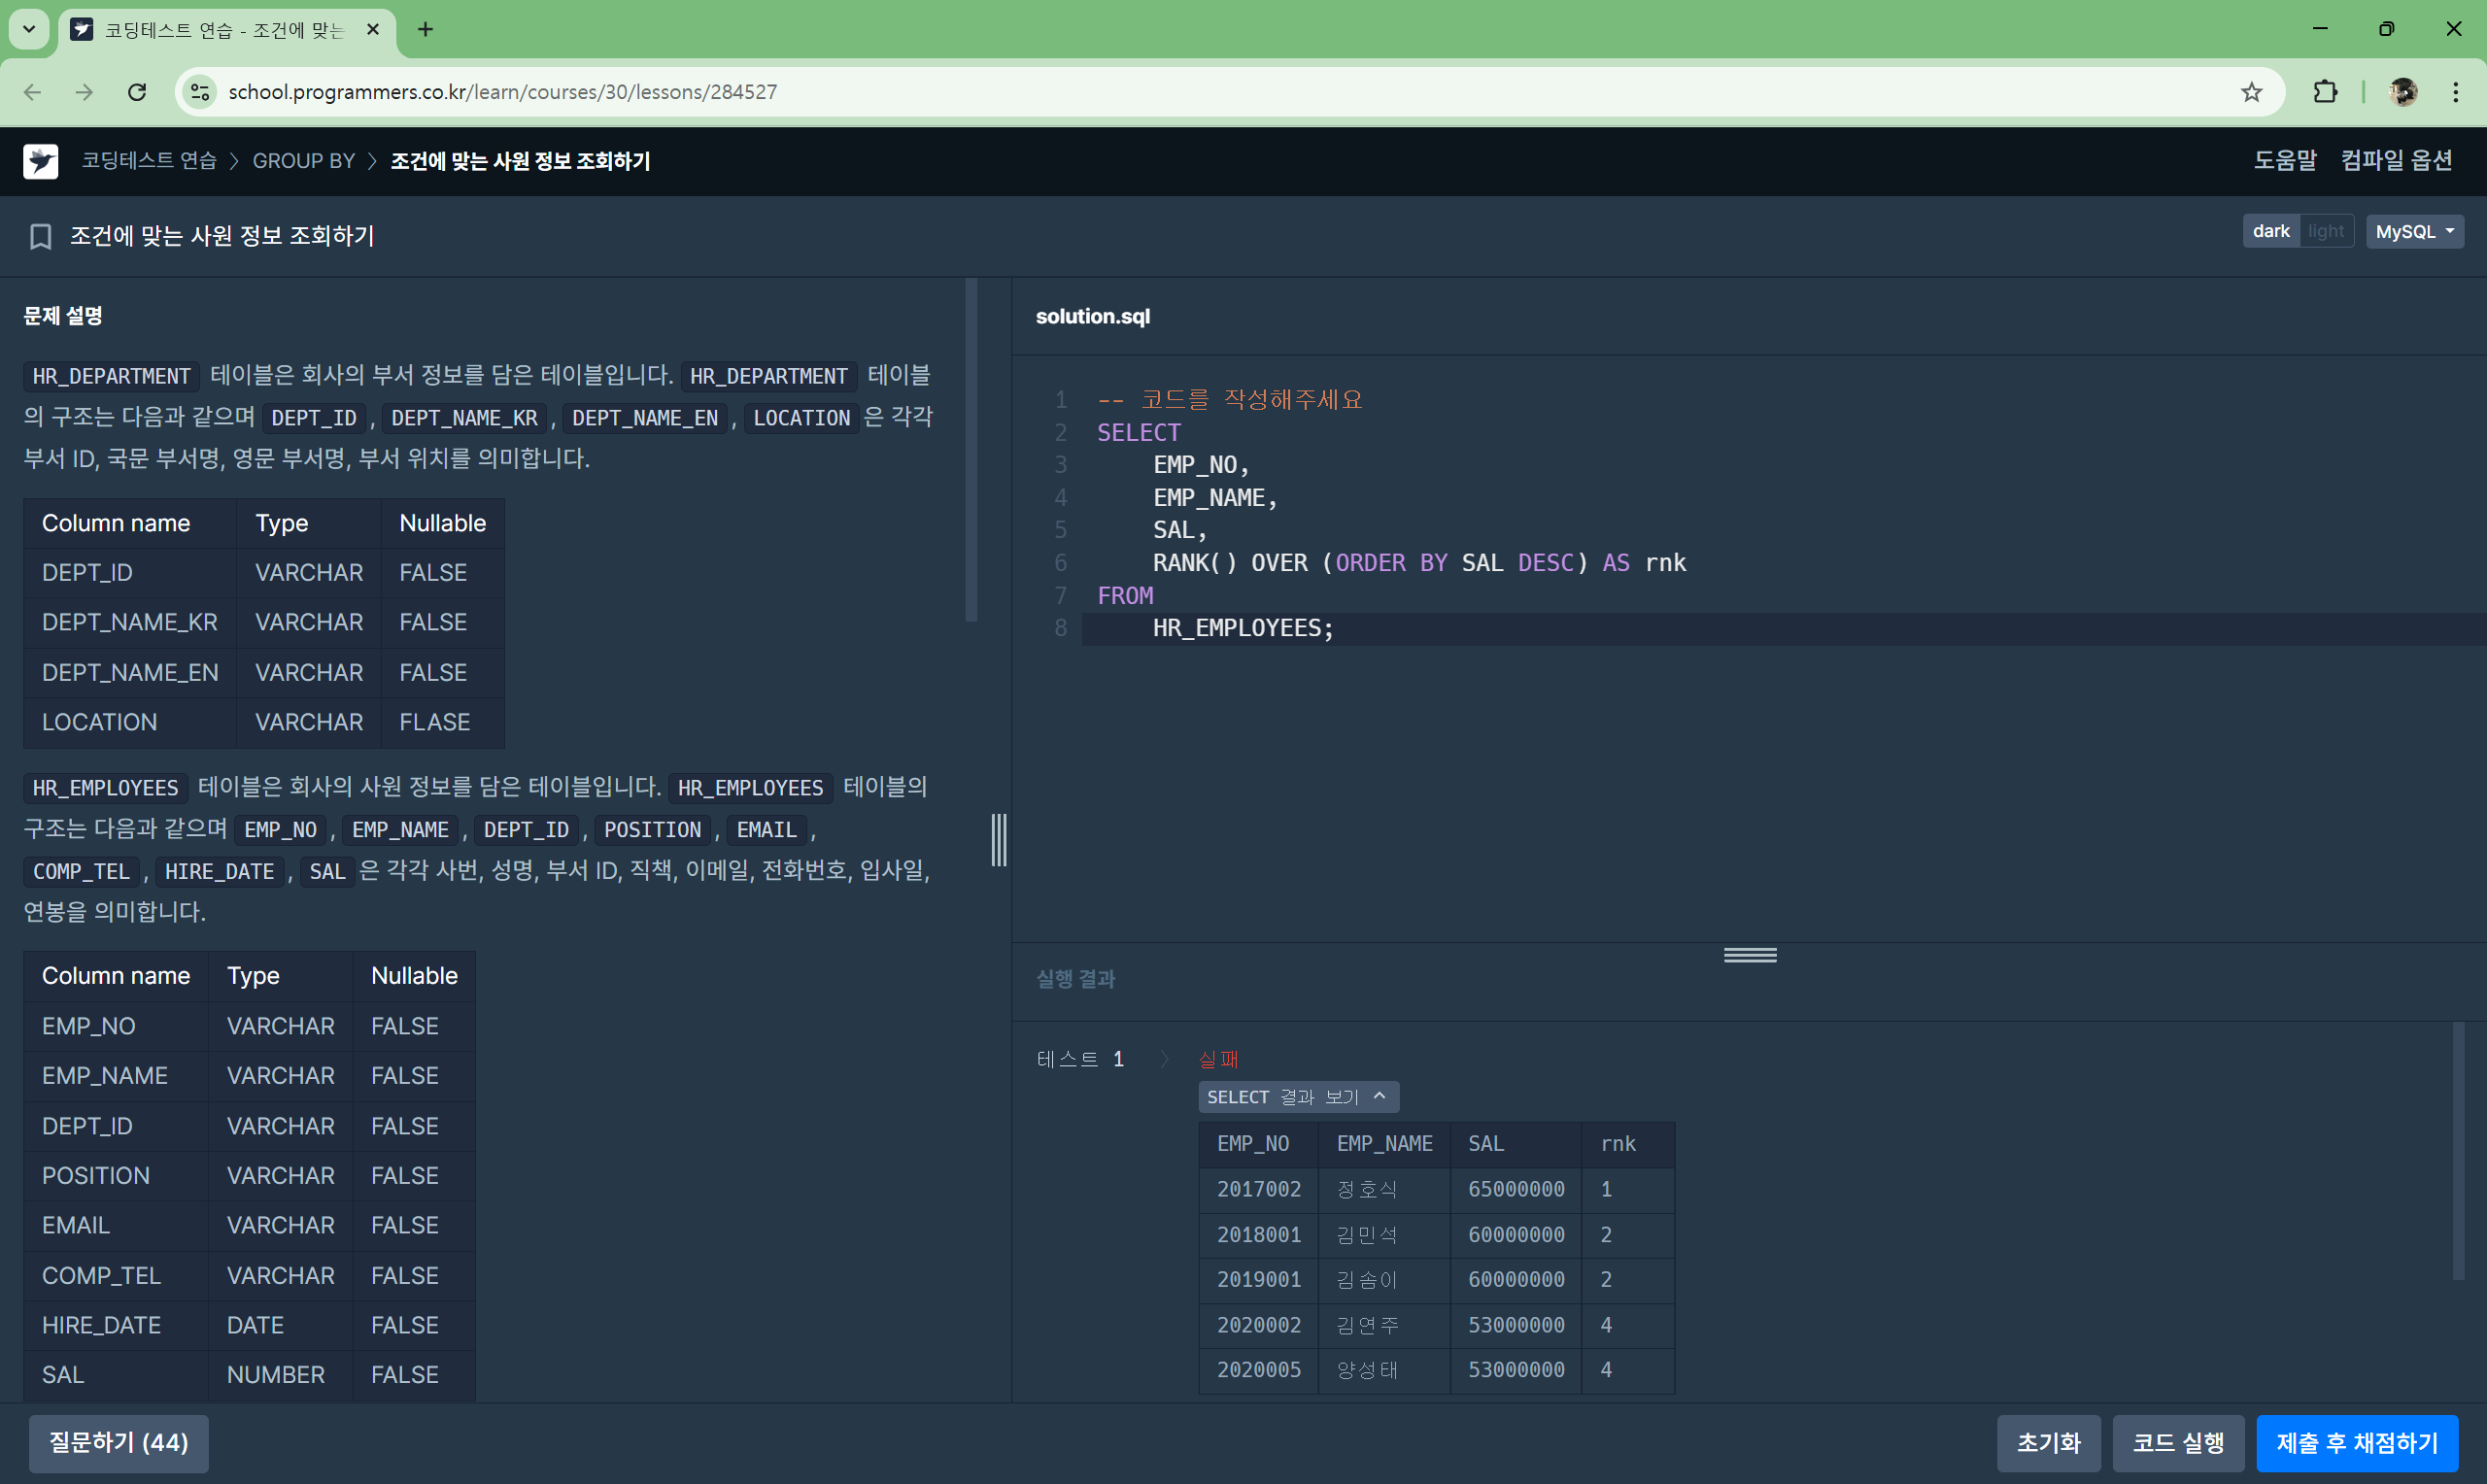 코딩테스트 연습 - 조건에 맞는
school.programmers.co.kr/learn/courses/30/lessons/284527
코딩테스트 연습 > GROUP BY > 조건에 맞는 사원 정보 조회하기
도움말 컴파일 옵션
조건에 맞는 사원 정보 조회하기
dark light MySQL
문제 설명
HR_DEPARTMENT 테이블은 회사의 부서 정보를 담은 테이블입니다. HR_DEPARTMENT 테이블
의 구조는 다음과 같으며 DEPT_ID, DEPT_NAME_KR, DEPT_NAME_EN, LOCATION은 각각
부서 ID, 국문 부서명, 영문 부서명, 부서 위치를 의미합니다.
Column name Type Nullable
DEPT_ID VARCHAR FALSE
DEPT_NAME_KR VARCHAR FALSE
DEPT_NAME_EN VARCHAR FALSE
LOCATION VARCHAR FLASE
HR_EMPLOYEES 테이블은 회사의 사원 정보를 담은 테이블입니다. HR_EMPLOYEES 테이블의
구조는 다음과 같으며 EMP_NO, EMP_NAME, DEPT_ID, POSITION, EMAIL,
COMP_TEL, HIRE_DATE, SAL은 각각 사번, 성명, 부서 ID, 직책, 이메일, 전화번호, 입사일,
연봉을 의미합니다.
Column name Type Nullable
EMP_NO VARCHAR FALSE
EMP_NAME VARCHAR FALSE
DEPT_ID VARCHAR FALSE
POSITION VARCHAR FALSE
EMAIL VARCHAR FALSE
COMP_TEL VARCHAR FALSE
HIRE_DATE DATE FALSE
SAL NUMBER FALSE
solution.sql
1 -- 코드를 작성해주세요
2 SELECT
3 EMP_NO,
4 EMP_NAME,
5 SAL,
6 RANK() OVER (ORDER BY SAL DESC) AS rnk
7 FROM
8 HR_EMPLOYEES;
실행 결과
테스트 1 > 실패
SELECT 결과 보기
EMP_NO EMP_NAME SAL rnk
2017002 정호식 65000000 1
2018001 김민석 60000000 2
2019001 김솜이 60000000 2
2020002 김연주 53000000 4
2020005 양성태 53000000 4
질문하기 (44)
초기화 코드 실행 제출 후 채점하기